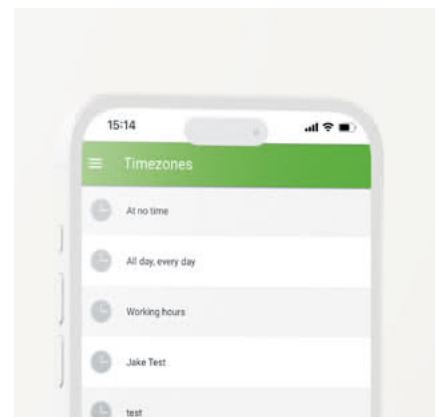 15:14
Timezones
At no time
All day, every day
Working hours
Jake Test
test